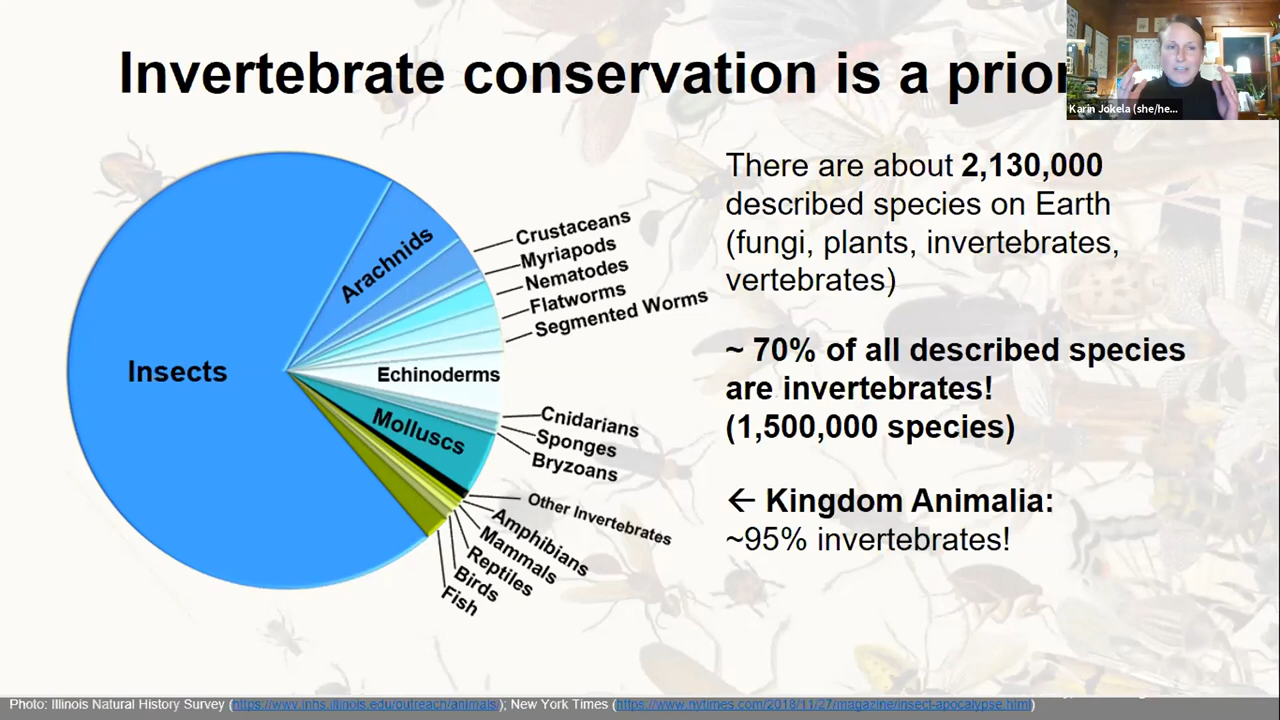 Invertebrate conservation is a prior
Karin Jokela (she/he...
There are about 2,130,000
described species on Earth
(fungi, plants, invertebrates,
vertebrates)
~ 70% of all described species
are invertebrates!
(1,500,000 species)
← Kingdom Animalia:
~95% invertebrates!
Insects
Arachnids
Crustaceans
Myriapods
Nematodes
Flatworms
Segmented Worms
Echinoderms
Molluscs
Cnidarians
Sponges
Bryzoans
Other Invertebrates
Amphibians
Mammals
Reptiles
Birds
Fish
Photo: Illinois Natural History Survey (https://www.inhs.illinois.edu/outreach/animals/); New York Times (https://www.nytimes.com/2018/11/27/magazine/insect-apocalypse.html)